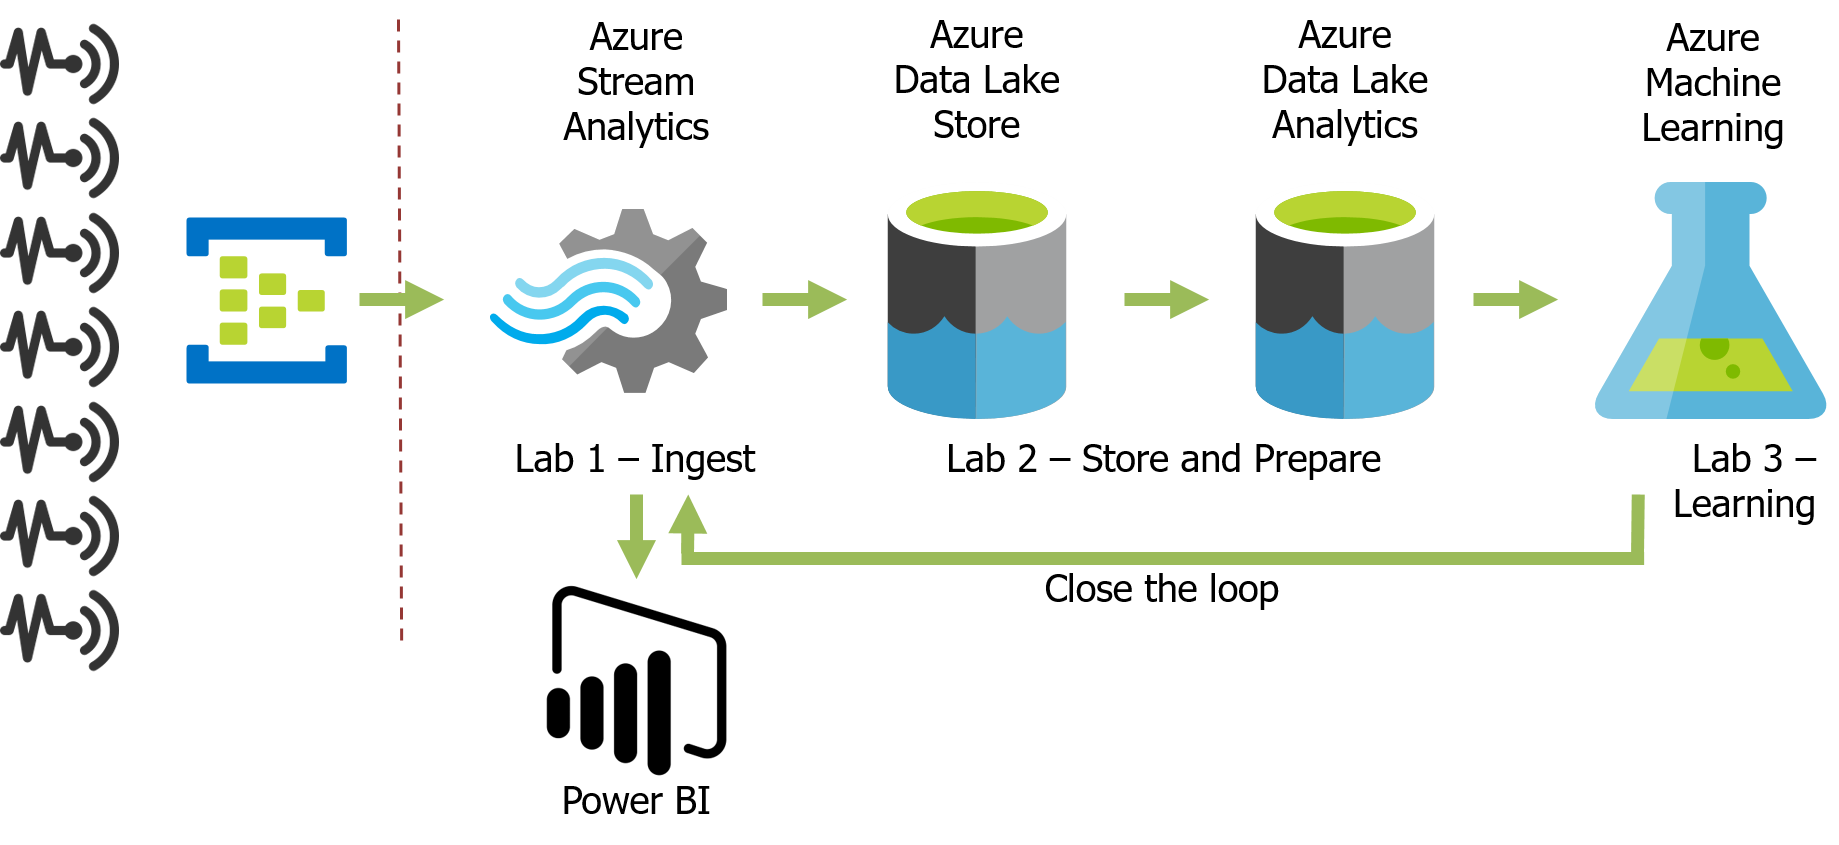 Azure
Stream
Analytics
Azure
Data Lake
Store
Azure
Data Lake
Analytics
Azure
Machine
Learning
Lab 1 – Ingest
Lab 2 – Store and Prepare
Lab 3 –
Learning
Close the loop
Power BI